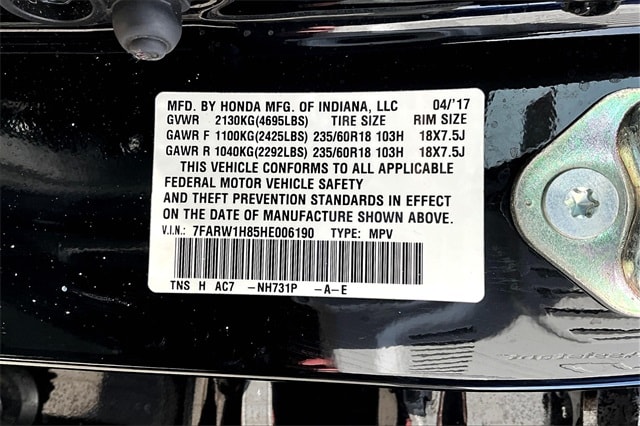 MFD. BY HONDA MFG. OF INDIANA, LLC 04/'17
GVWR 2130KG(4695LBS) TIRE SIZE RIM SIZE
GAWR F 1100KG(2425LBS) 235/60R18 103H 18X7.5J
GAWR R 1040KG(2292LBS) 235/60R18 103H 18X7.5J
THIS VEHICLE CONFORMS TO ALL APPLICABLE
FEDERAL MOTOR VEHICLE SAFETY
AND THEFT PREVENTION STANDARDS IN EFFECT
ON THE DATE OF MANUFACTURE SHOWN ABOVE.
V.I.N.: 7FARW1H85HE006190 TYPE: MPV
TNS H AC7 -NH731P -A-E